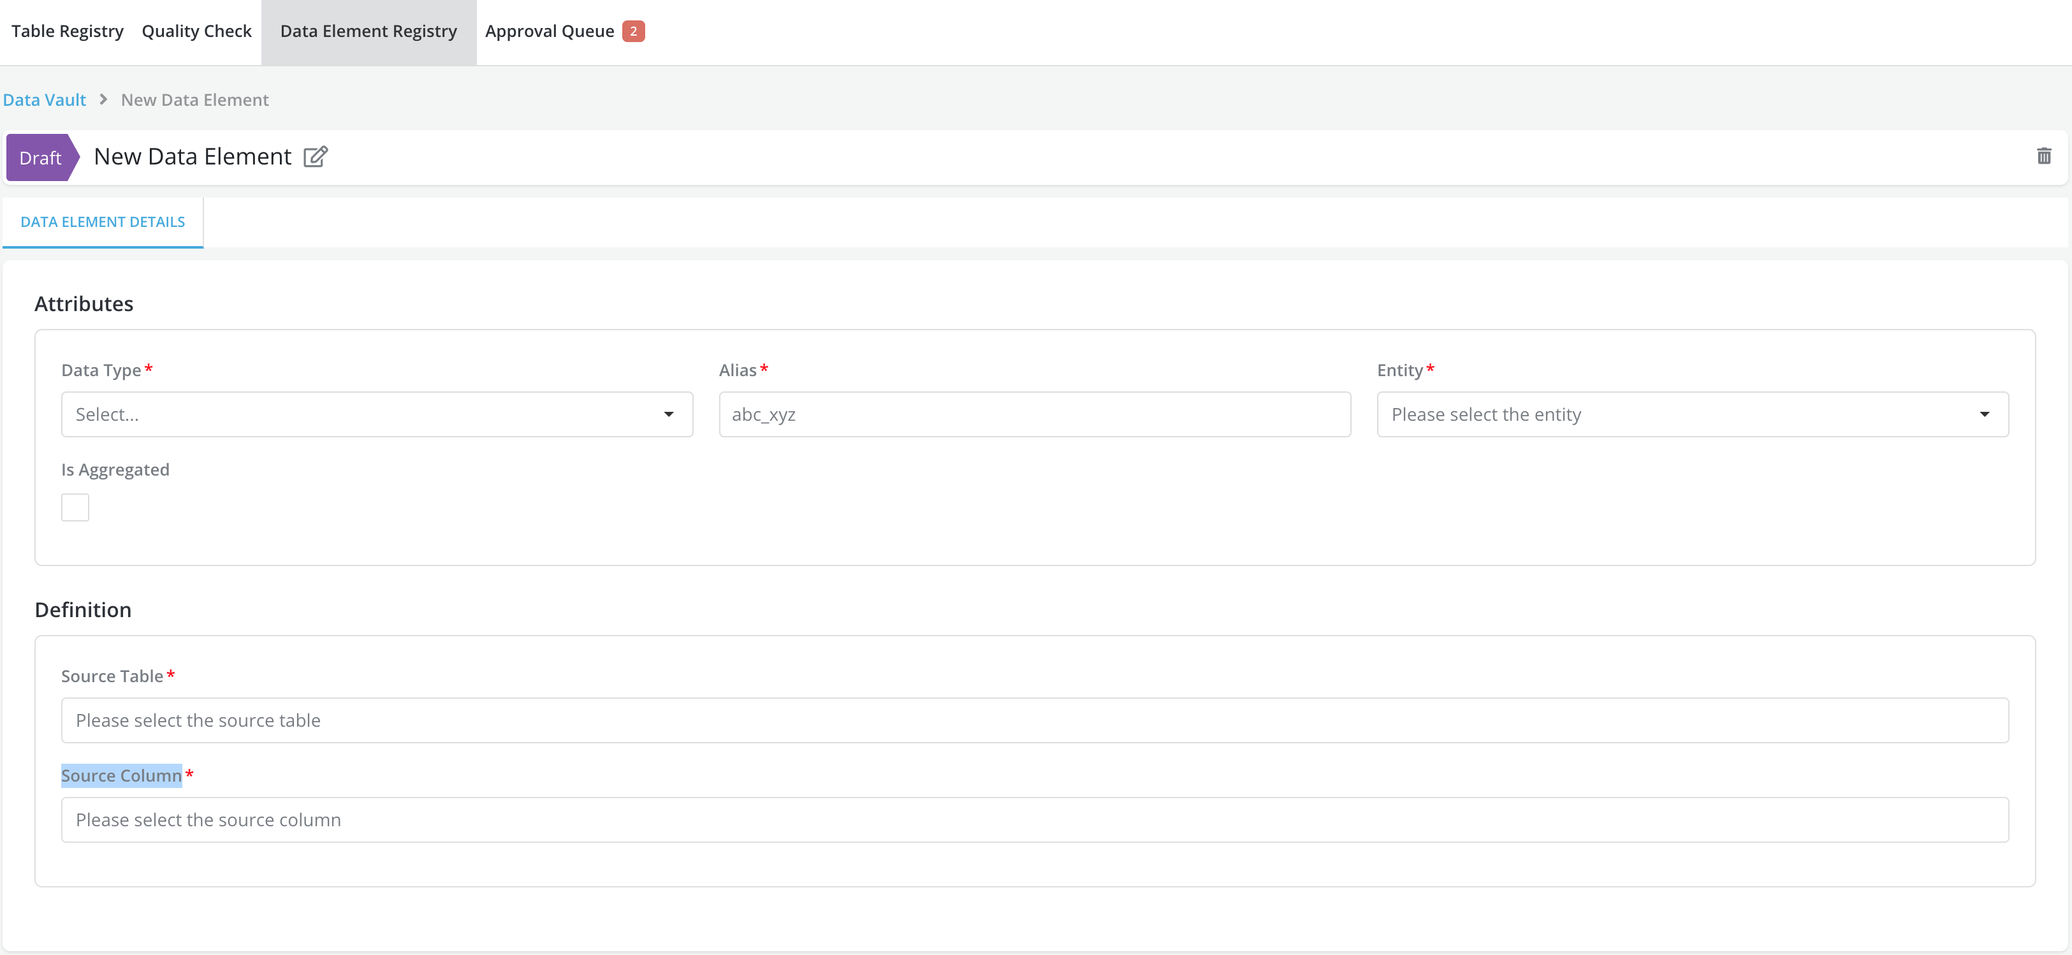 Table Registry Quality Check Data Element Registry Approval Queue 2
Data Vault > New Data Element
Draft New Data Element
DATA ELEMENT DETAILS
Attributes
Data Type* Alias* Entity*
Select... abc_xyz Please select the entity
Is Aggregated
Definition
Source Table*
Please select the source table
Source Column*
Please select the source column